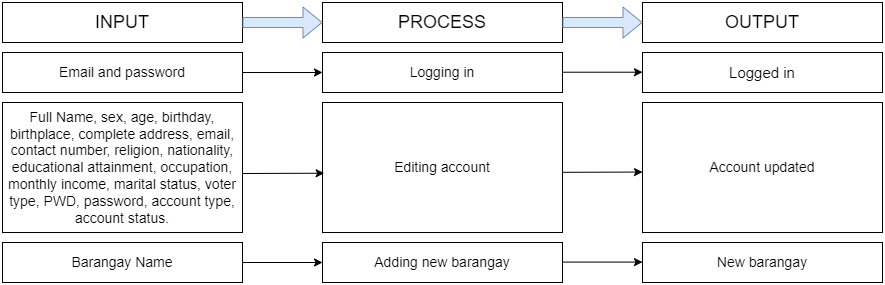 INPUT
PROCESS
OUTPUT
Email and password
Logging in
Logged in
Full Name, sex, age, birthday,
birthplace, complete address, email,
contact number, religion, nationality,
educational attainment, occupation,
monthly income, marital status, voter
type, PWD, password, account type,
account status.
Editing account
Account updated
Barangay Name
Adding new barangay
New barangay